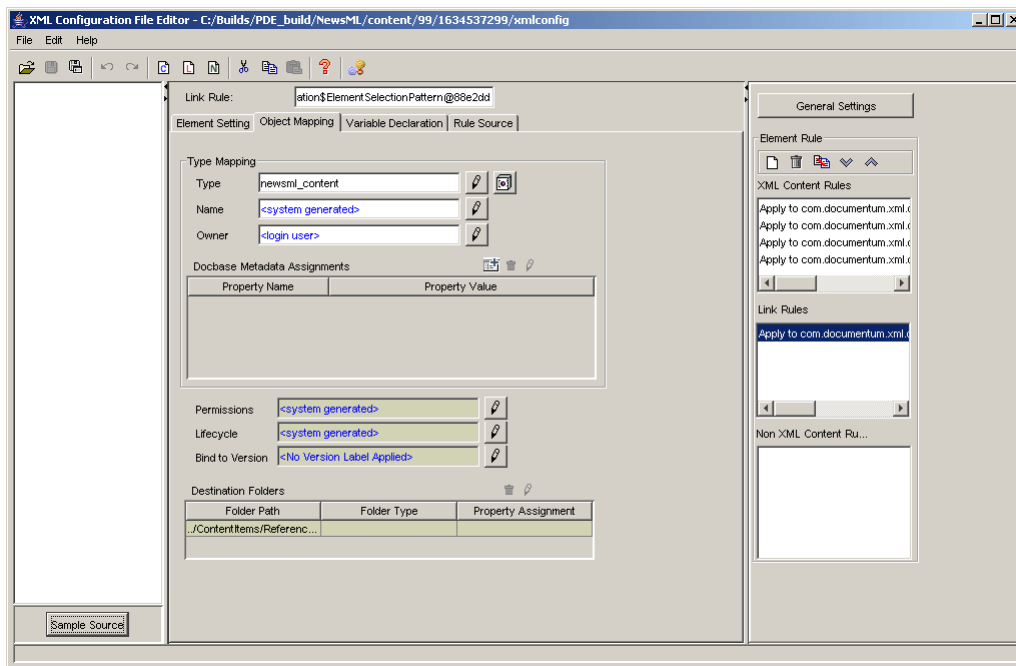 XML Configuration File Editor - C:/Builds/PDE_build/NewsML/content/99/1634537299/xmlconfig
File Edit Help
Link Rule: ation$ElementSelectionPattern@88e2dd
Element Setting Object Mapping Variable Declaration Rule Source
Type Mapping
Type newsml_content
Name <system generated>
Owner <login user>
Docbase Metadata Assignments
Property Name Property Value
Permissions <system generated>
Lifecycle <system generated>
Bind to Version <No Version Label Applied>
Destination Folders
Folder Path Folder Type Property Assignment
../ContentItems/Referenc...
Sample Source
General Settings
Element Rule
XML Content Rules
Apply to com.documentum.xml.c
Apply to com.documentum.xml.c
Apply to com.documentum.xml.c
Apply to com.documentum.xml.c
Link Rules
Apply to com.documentum.xml.c
Non XML Content Ru...